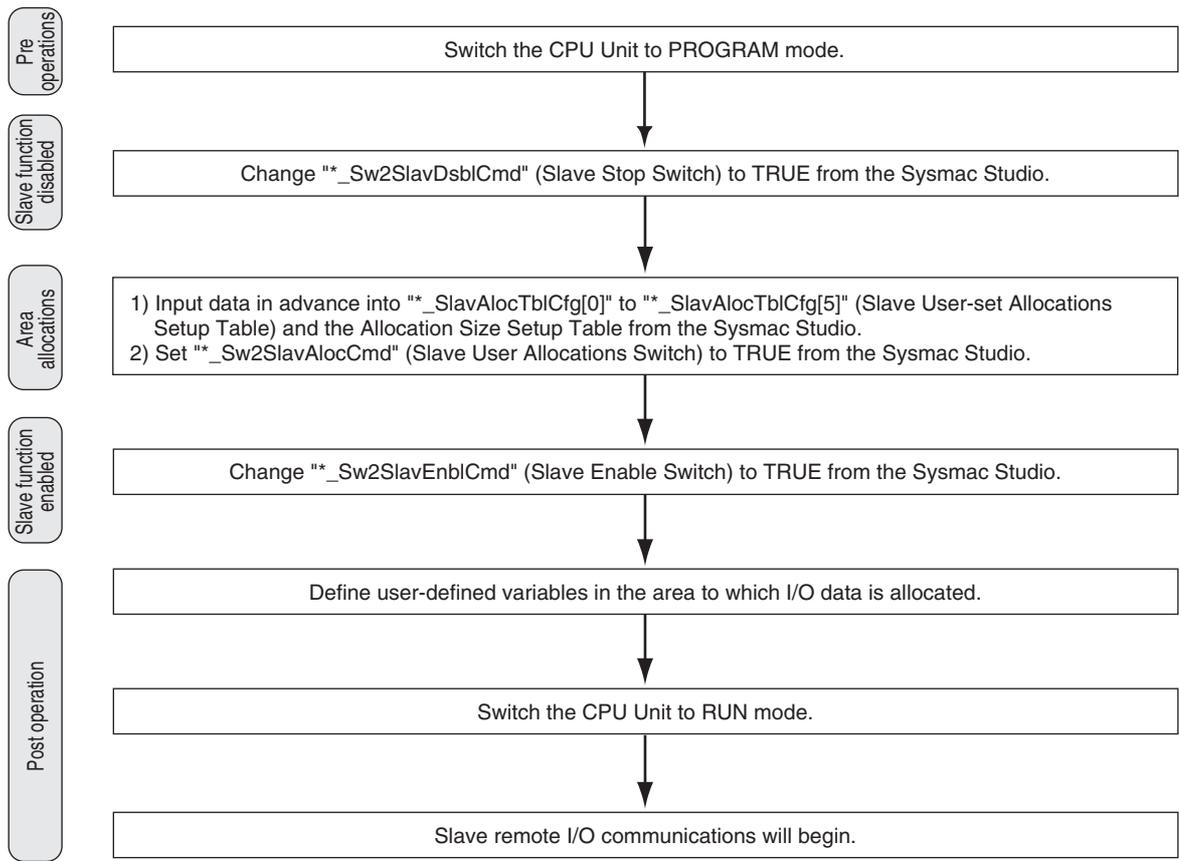 Pre
operations
Switch the CPU Unit to PROGRAM mode.
Slave function
disabled
Change "*_Sw2SlavDsblCmd" (Slave Stop Switch) to TRUE from the Sysmac Studio.
Area
allocations
1) Input data in advance into "*_SlavAlocTblCfg[0]" to "*_SlavAlocTblCfg[5]" (Slave User-set Allocations
Setup Table) and the Allocation Size Setup Table from the Sysmac Studio.
2) Set "*_Sw2SlavAlocCmd" (Slave User Allocations Switch) to TRUE from the Sysmac Studio.
Slave function
enabled
Change "*_Sw2SlavEnblCmd" (Slave Enable Switch) to TRUE from the Sysmac Studio.
Post operation
Define user-defined variables in the area to which I/O data is allocated.
Switch the CPU Unit to RUN mode.
Slave remote I/O communications will begin.